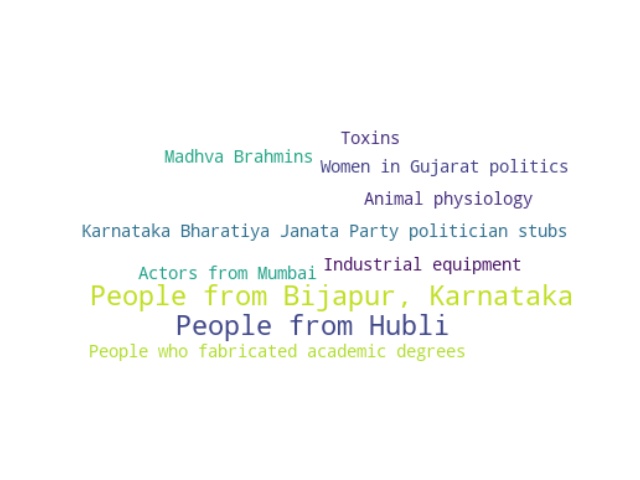 Toxins
Madhva Brahmins
Women in Gujarat politics
Animal physiology
Karnataka Bharatiya Janata Party politician stubs
Industrial equipment
Actors from Mumbai
People from Bijapur, Karnataka
People from Hubli
People who fabricated academic degrees